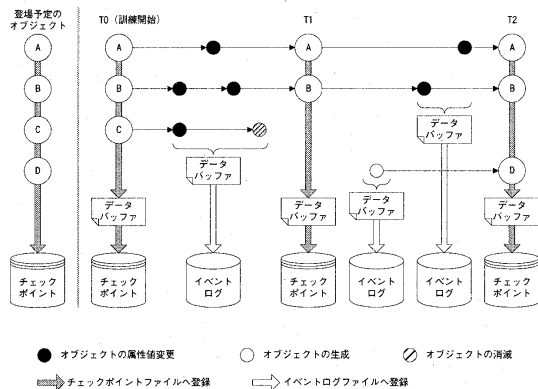 登場予定の
オブジェクト
T0 (訓練開始)
T1
T2
A
A
A
A
B
B
B
B
C
C
D
D
データ
バッファ
データ
バッファ
データ
バッファ
データ
バッファ
データ
バッファ
データ
バッファ
チェック
ポイント
チェック
ポイント
イベント
ログ
チェック
ポイント
イベント
ログ
イベント
ログ
チェック
ポイント
オブジェクトの属性値変更
オブジェクトの生成
オブジェクトの消滅
チェックポイントファイルへ登録
イベントログファイルへ登録